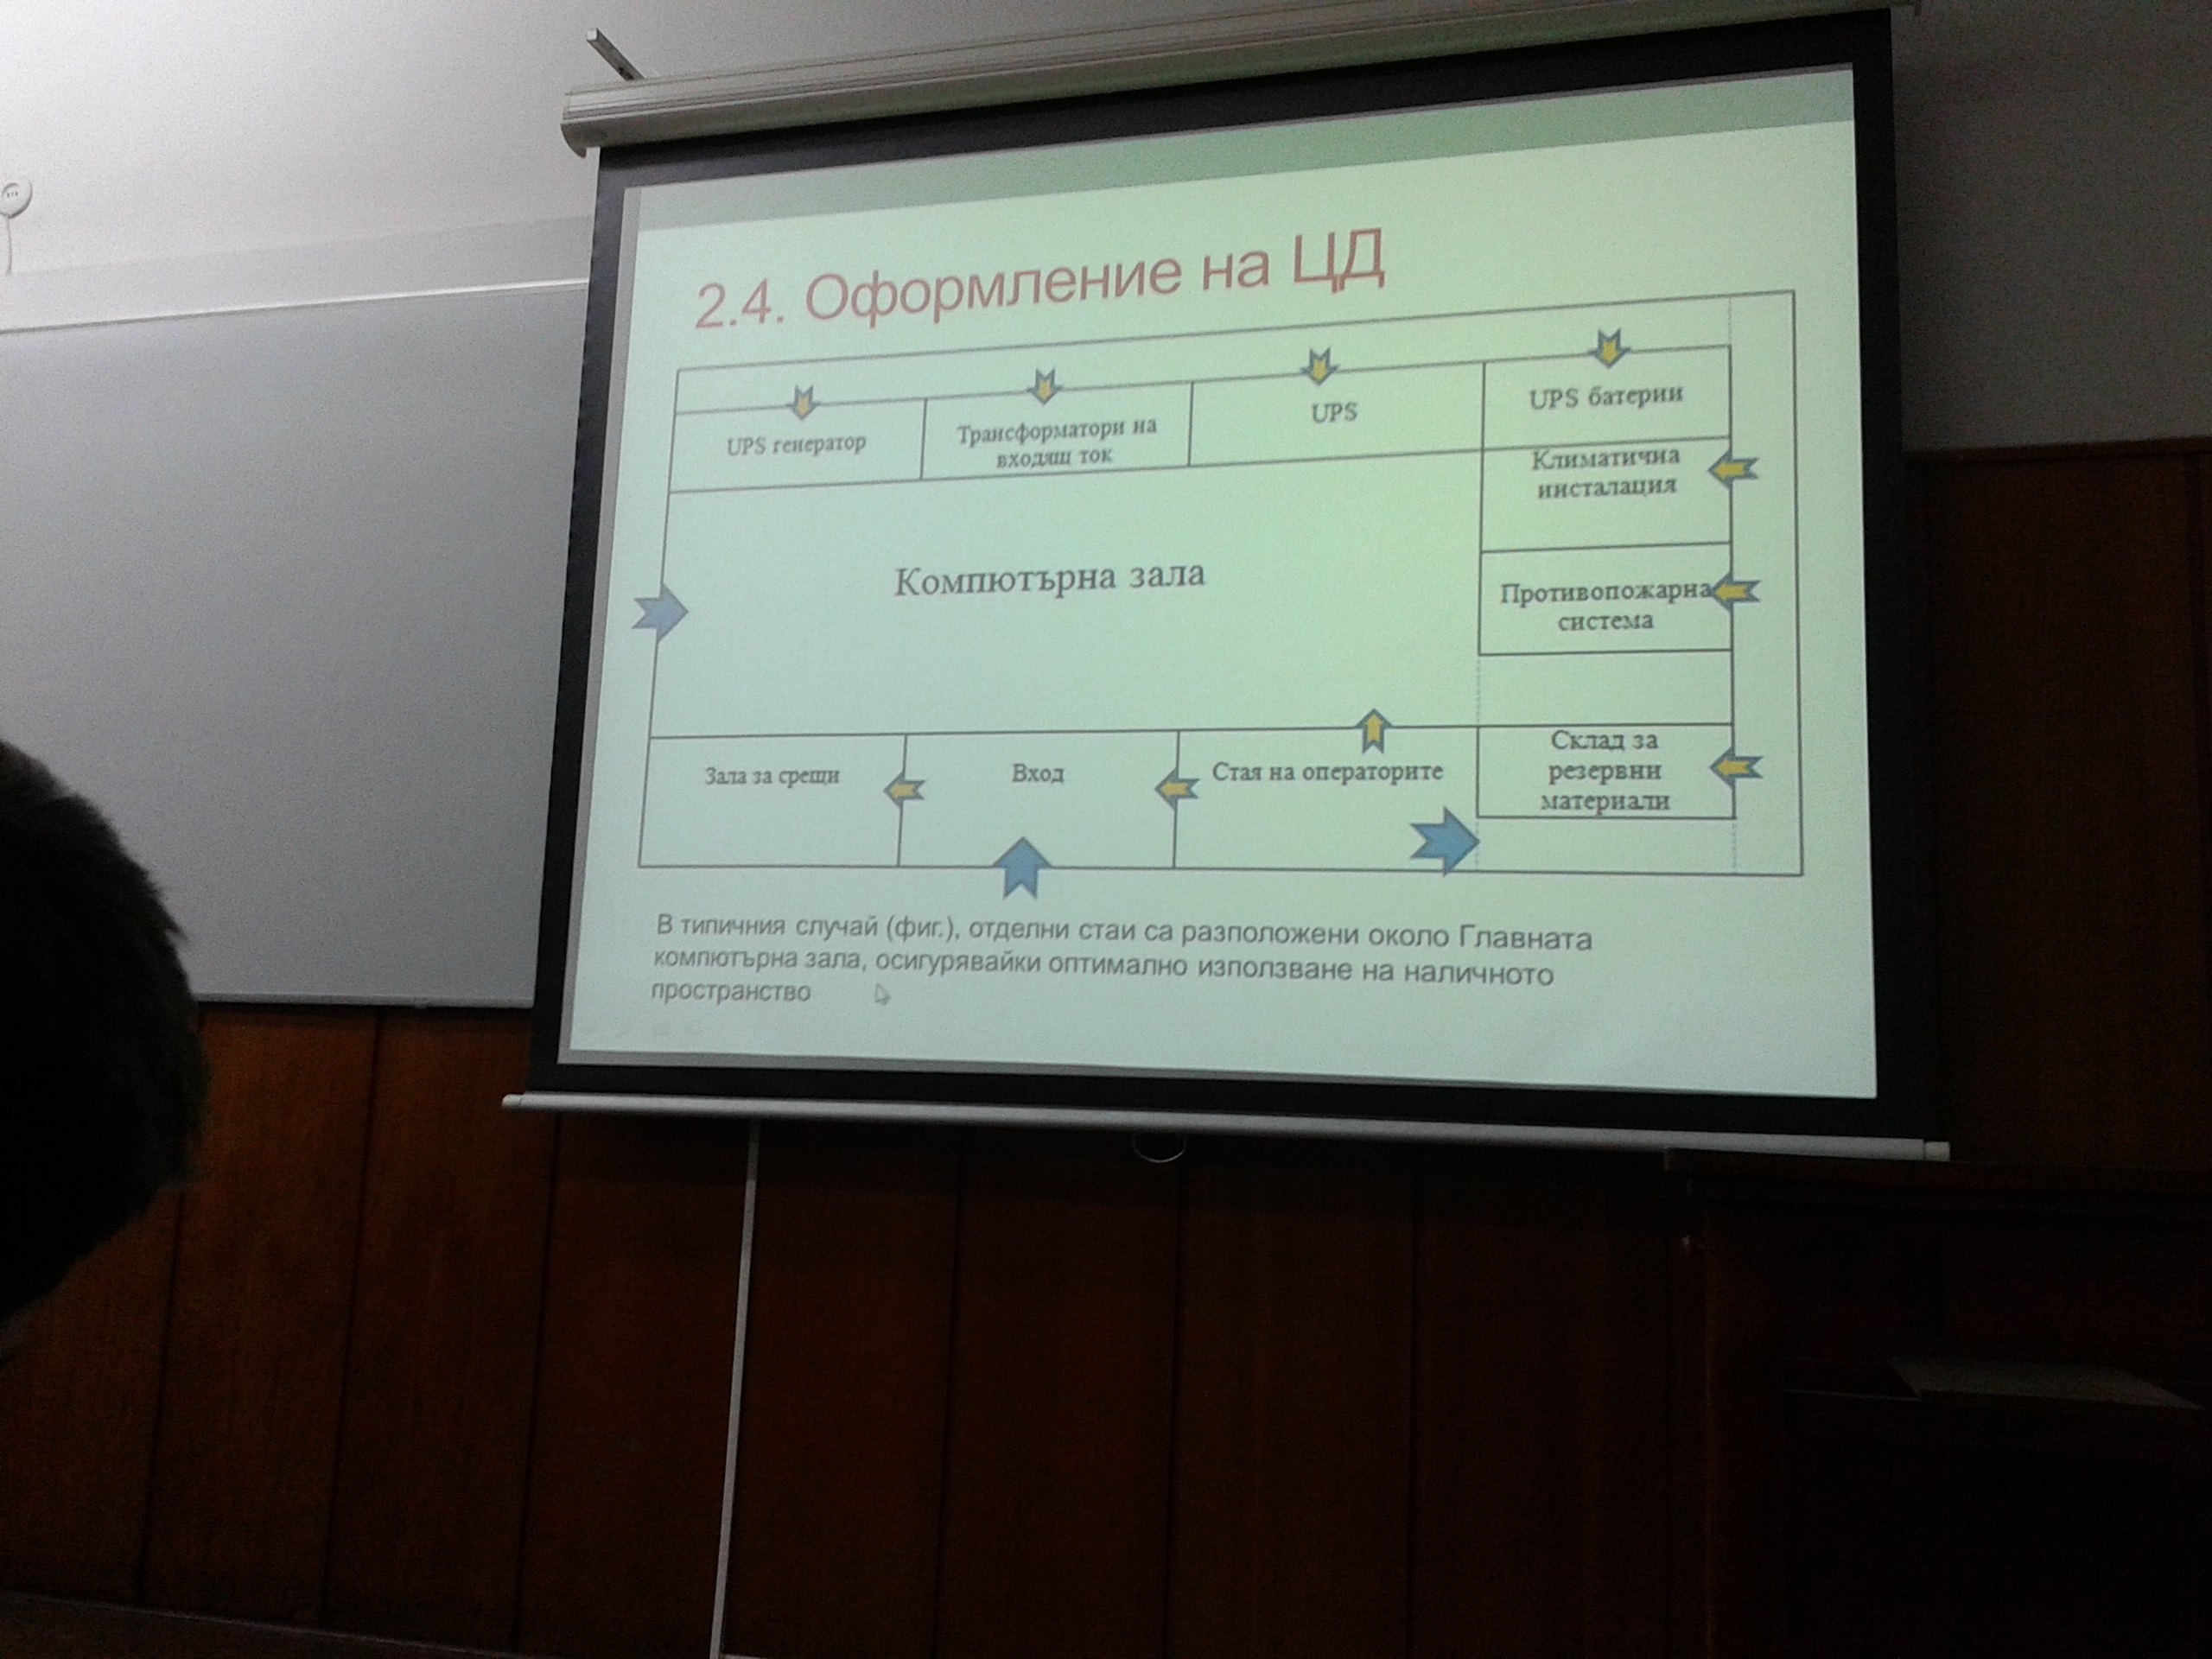 2.4. Оформление на ЦД
UPS генератор
Трансформатори на
входящ ток
UPS
UPS батерии
Климатична
инсталация
Компютърна зала
Противопожарна
система
Зала за срещи
Вход
Стая на операторите
Склад за
резервни
материали
В типичния случай (фиг.), отделни стаи са разположени около Главната
компютърна зала, осигурявайки оптимално използване на наличното
пространство